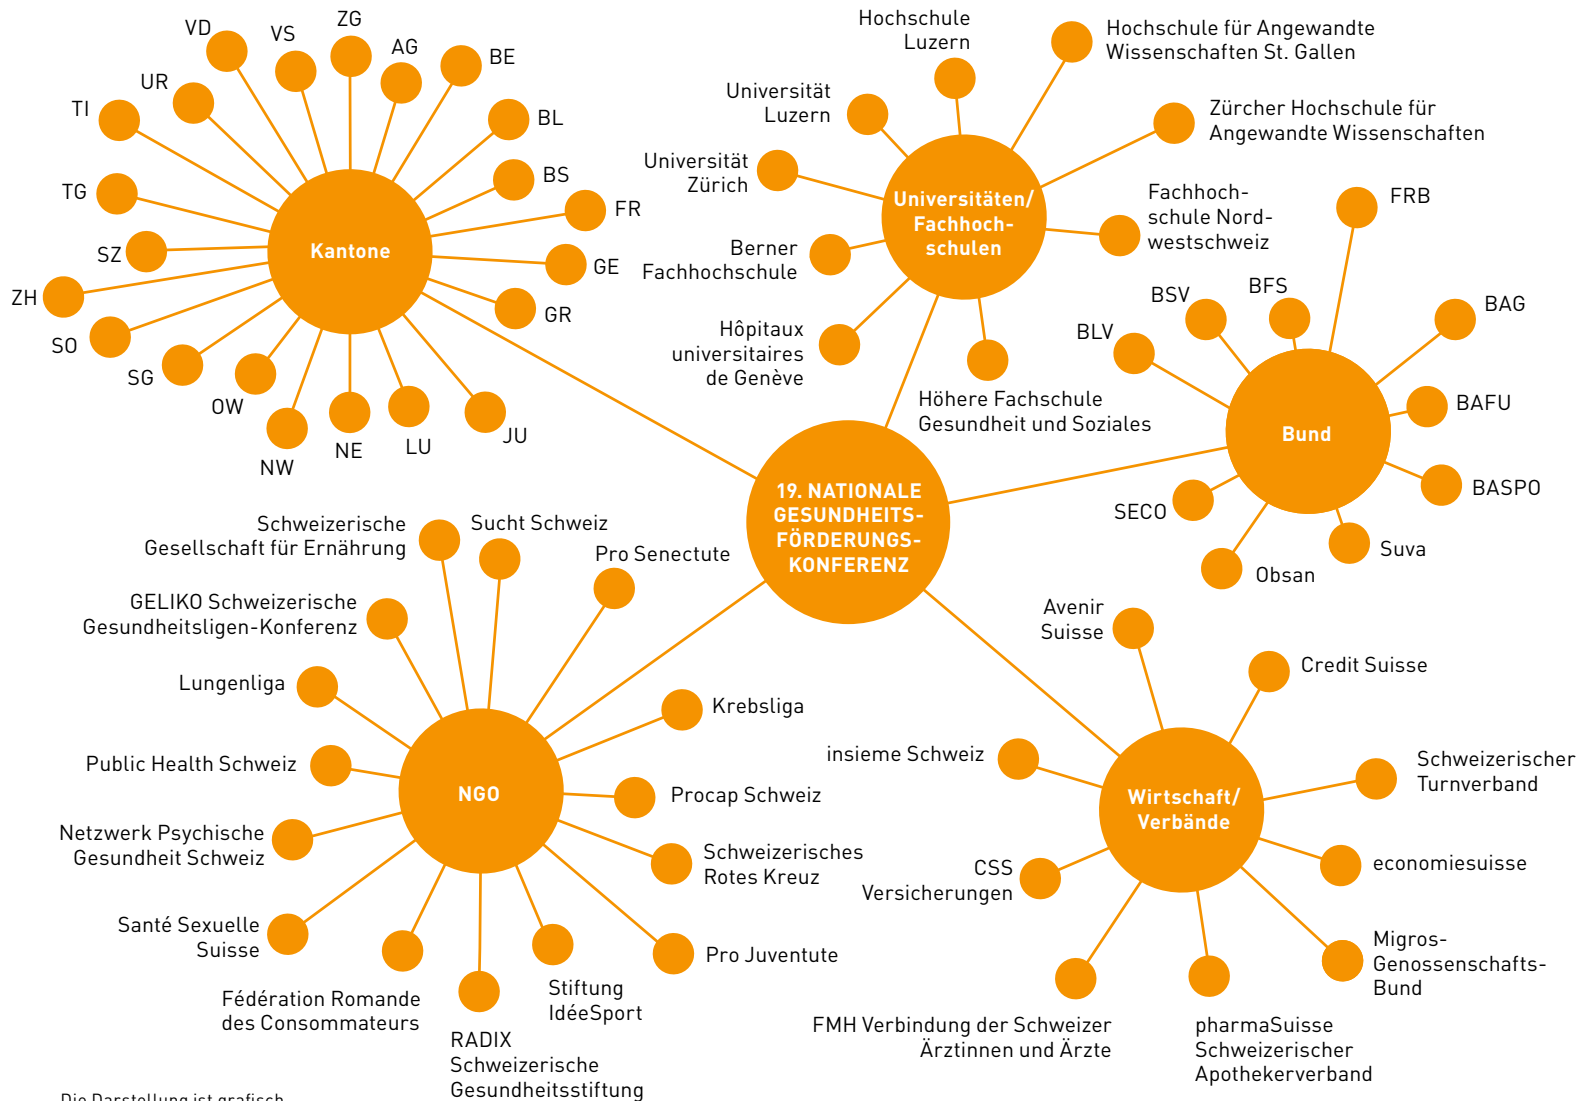 ZG
VD
VS
AG
BE
UR
TI
BL
BS
TG
FR
SZ
Kantone
GE
ZH
GR
SO
SG
OW
JU
LU
NE
NW
Hochschule
Luzern
Hochschule für Angewandte
Wissenschaften St. Gallen
Universität
Luzern
Zürcher Hochschule für
Angewandte Wissenschaften
Universität
Zürich
Universitäten/
Fachhoch-
schulen
Fachhoch-
schule Nord-
westschweiz
Berner
Fachhochschule
Hôpitaux
universitaires
de Genève
Höhere Fachschule
Gesundheit und Soziales
FRB
BSV
BFS
BAG
BLV
BAFU
Bund
BASPO
SECO
Suva
Obsan
19. NATIONALE
GESUNDHEITS-
FÖRDERUNGS-
KONFERENZ
Schweizerische
Gesellschaft für Ernährung
Sucht Schweiz
Pro Senectute
GELIKO Schweizerische
Gesundheitsligen-Konferenz
Lungenliga
Krebsliga
Public Health Schweiz
NGO
Procap Schweiz
Netzwerk Psychische
Gesundheit Schweiz
Schweizerisches
Rotes Kreuz
Santé Sexuelle
Suisse
Pro Juventute
Fédération Romande
des Consommateurs
Stiftung
IdéeSport
RADIX
Schweizerische
Gesundheitsstiftung
Avenir
Suisse
Credit Suisse
insieme Schweiz
Schweizerischer
Turnverband
Wirtschaft/
Verbände
CSS
Versicherungen
economiesuisse
Migros-
Genossenschafts-
Bund
FMH Verbindung der Schweizer
Ärztinnen und Ärzte
pharmaSuisse
Schweizerischer
Apothekerverband
Die Darstellung ist grafisch